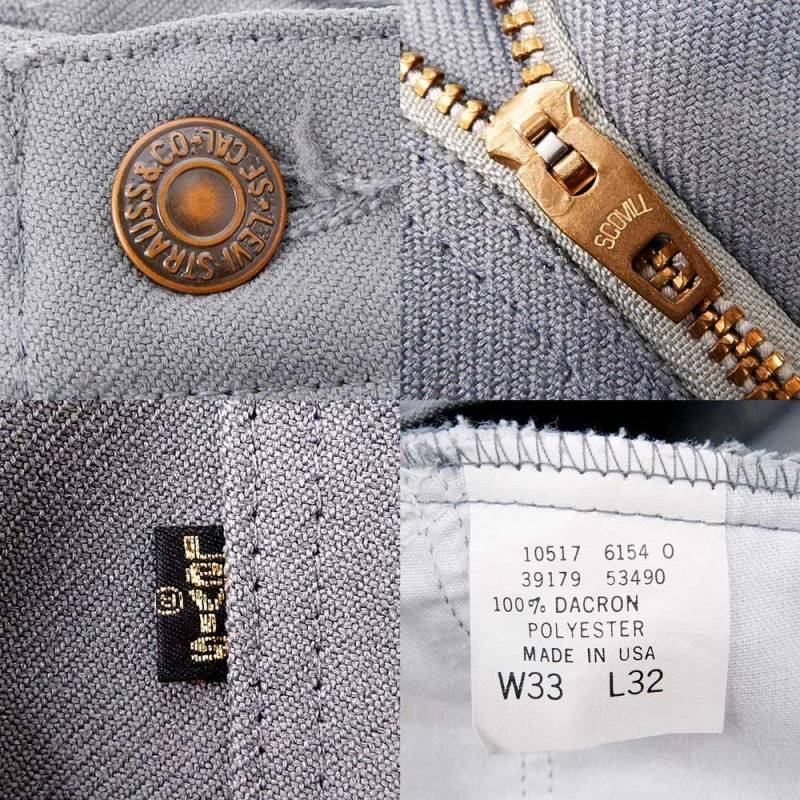 LEVI STRAUSS & CO · S.F. CAL ·
SCOVILL
LEVI'S
®
10517 6154 0
39179 53490
100% DACRON
POLYESTER
MADE IN USA
W33 L32